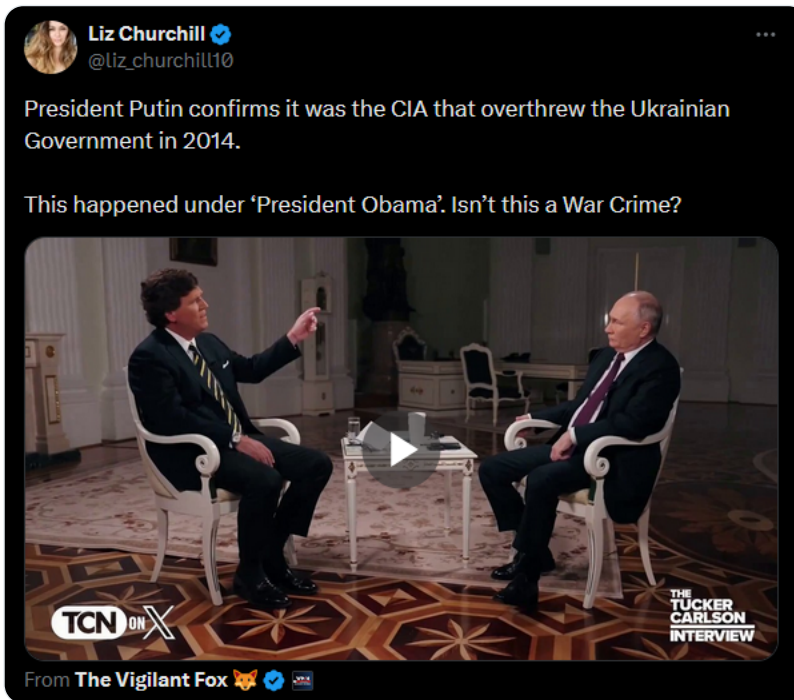 Liz Churchill
@liz_churchill10
President Putin confirms it was the CIA that overthrew the Ukrainian
Government in 2014.
This happened under ‘President Obama’. Isn’t this a War Crime?
TCN ON X
THE
TUCKER
CARLSON
INTERVIEW
From The Vigilant Fox 🦊